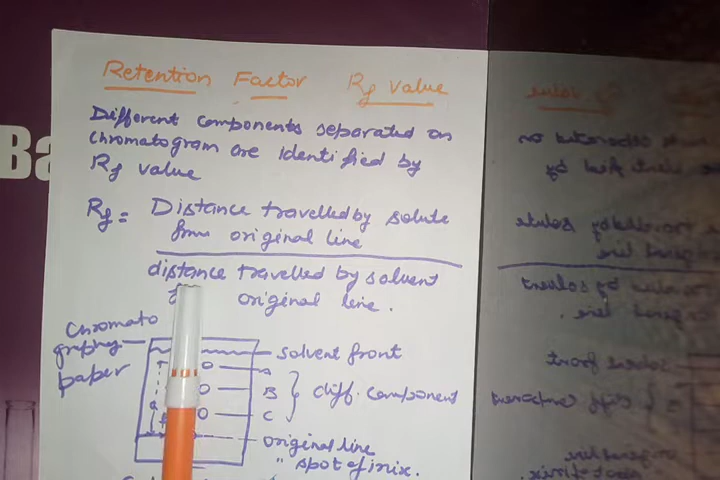 Retention Factor Rf value
Different components separated on
chromatogram are identified by
Rf value
Rf = Distance travelled by solute
from original line
distance travelled by solvent
original line.
Chromato
graphy
paper
solvent front
A
B
C
diff. component
original line
" spot of mix.
Ba